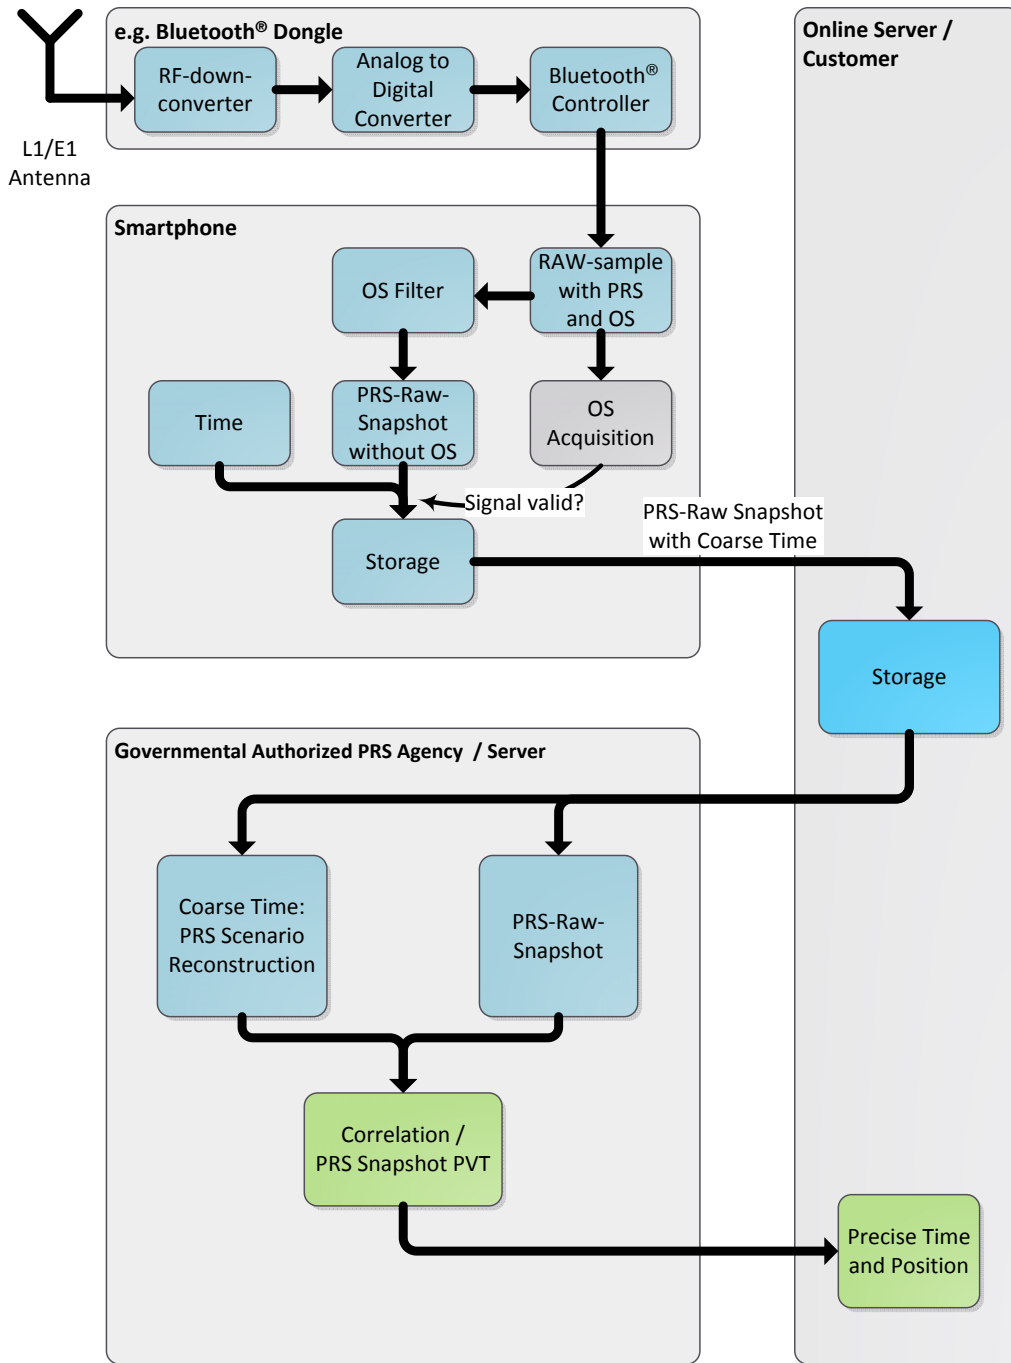 e.g. Bluetooth® Dongle
Online Server /
Customer
RF-down-
converter
Analog to
Digital
Converter
Bluetooth®
Controller
L1/E1
Antenna
Smartphone
OS Filter
RAW-sample
with PRS
and OS
Time
PRS-Raw-
Snapshot
without OS
OS
Acquisition
Signal valid?
PRS-Raw Snapshot
with Coarse Time
Storage
Storage
Governmental Authorized PRS Agency / Server
Coarse Time:
PRS Scenario
Reconstruction
PRS-Raw-
Snapshot
Correlation /
PRS Snapshot PVT
Precise Time
and Position